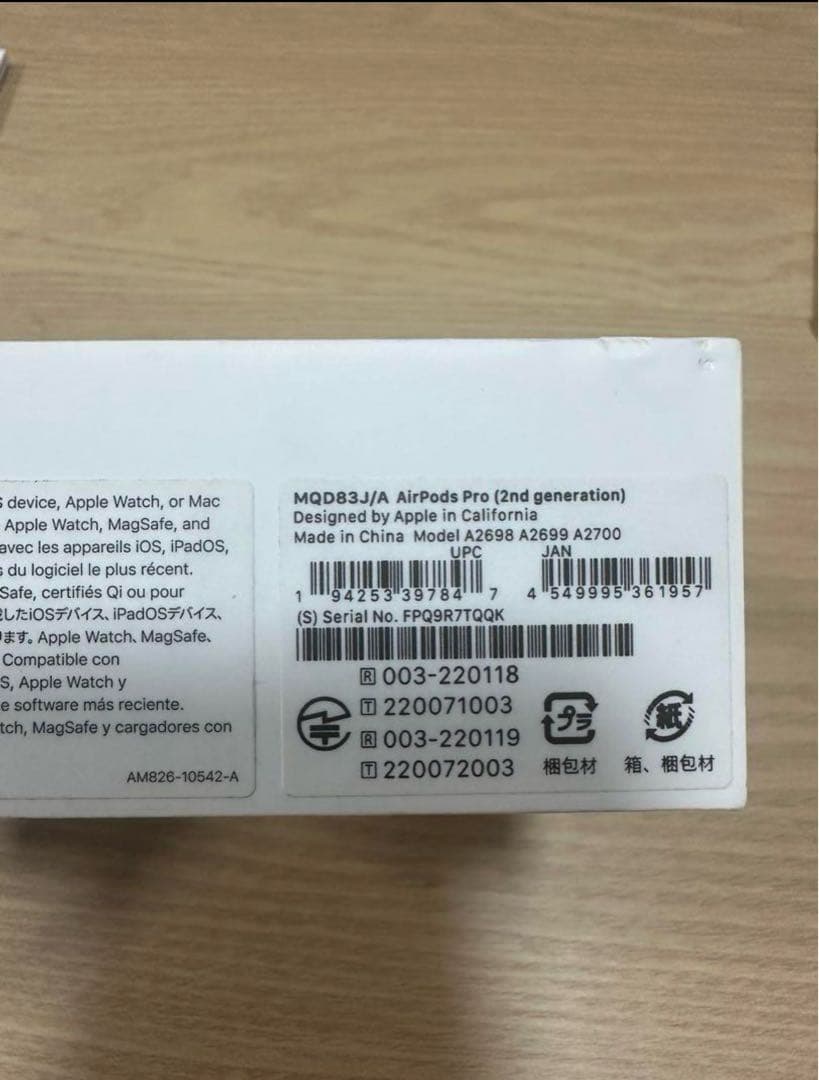 S device, Apple Watch, or Mac
Apple Watch, MagSafe, and
avec les appareils iOS, iPadOS,
s du logiciel le plus récent.
Safe, certifiés Qi ou pour
したiOSデバイス、iPadOSデバイス、
ます。Apple Watch、MagSafe、
Compatible con
S, Apple Watch y
e software más reciente.
tch, MagSafe y cargadores con
AM826-10542-A
MQD83J/A AirPods Pro (2nd generation)
Designed by Apple in California
Made in China Model A2698 A2699 A2700
UPC JAN
1 94253 39784 7 4 549995 361957
(S) Serial No. FPQ9R7TQQK
R 003-220118
T 220071003
R 003-220119
T 220072003
プラ 紙
梱包材 箱、梱包材